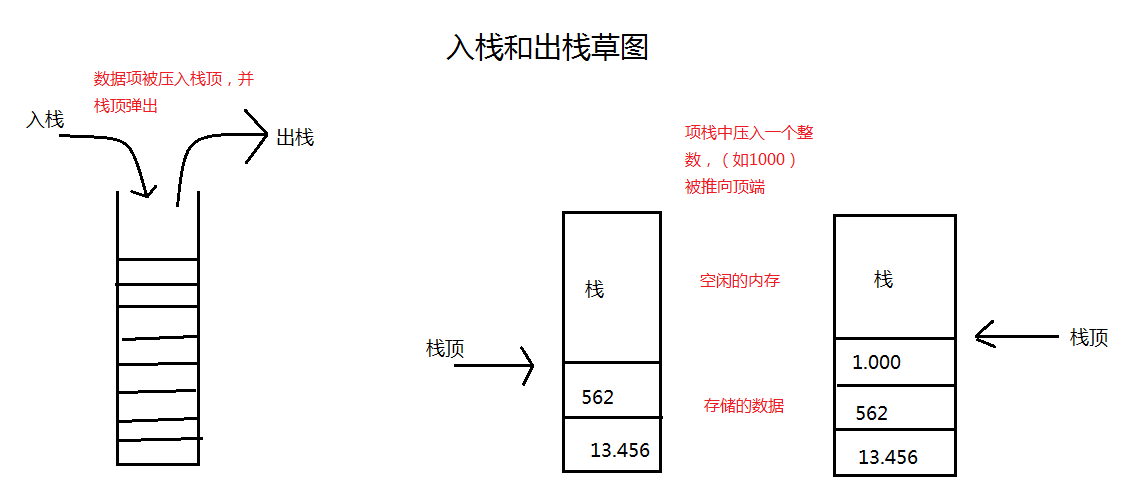 入栈和出栈草图
数据项被压入栈顶，并
栈顶弹出
入栈
出栈
项栈中压入一个整
数，（如1000）
被推向顶端
栈
空闲的内存
栈
栈顶
栈顶
1.000
562
存储的数据
562
13.456
13.456